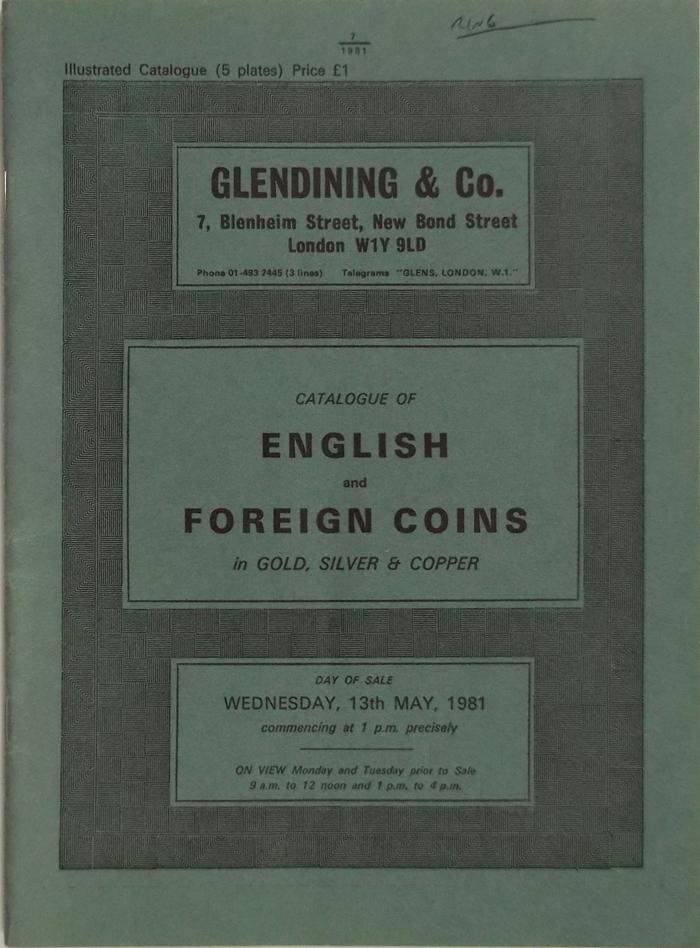 RING
7
1981
Illustrated Catalogue (5 plates) Price £1
GLENDINING & Co.
7, Blenheim Street, New Bond Street
London W1Y 9LD
Phone 01-493 2445 (3 lines) Telegrams "GLENS, LONDON, W.1."
CATALOGUE OF
ENGLISH
and
FOREIGN COINS
in GOLD, SILVER & COPPER
DAY OF SALE
WEDNESDAY, 13th MAY, 1981
commencing at 1 p.m. precisely
ON VIEW Monday and Tuesday prior to Sale
9 a.m. to 12 noon and 1 p.m. to 4 p.m.